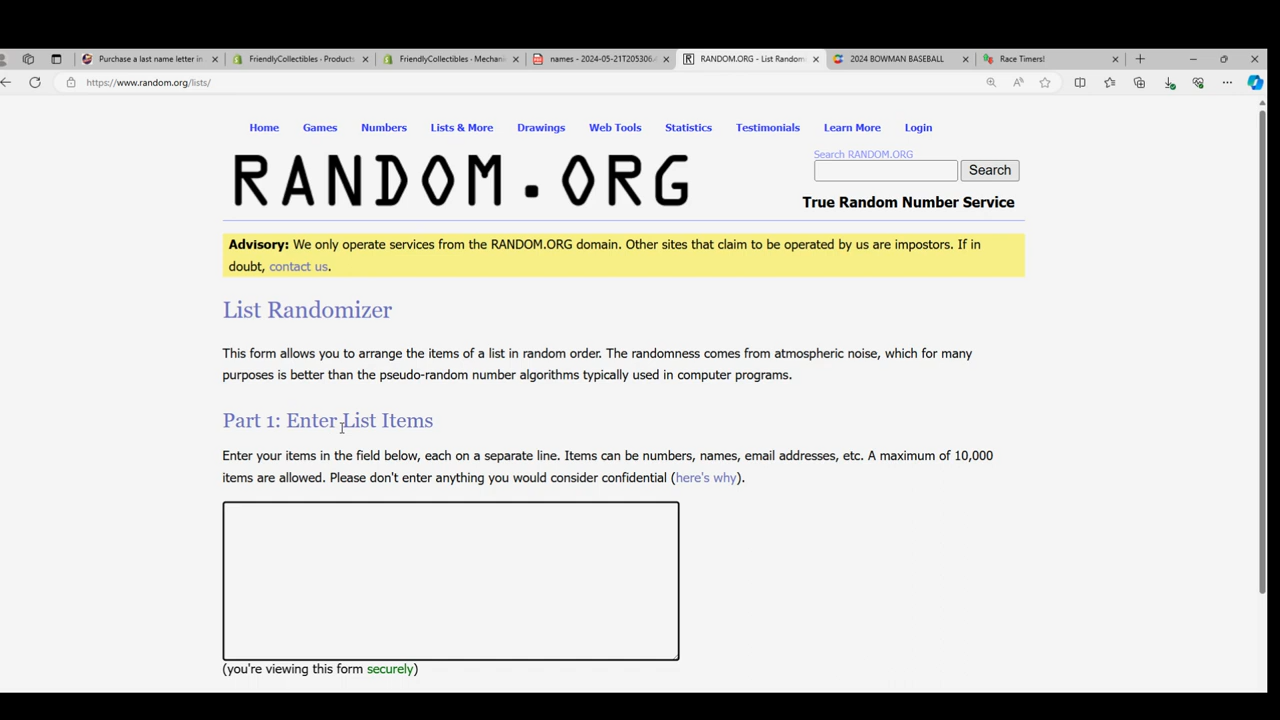 Purchase a last name letter in
FriendlyCollectibles · Products
FriendlyCollectibles · Mechani
names - 2024-05-21T205306.
RANDOM.ORG - List Random
2024 BOWMAN BASEBALL
Race Timers!
https://www.random.org/lists/
Home Games Numbers Lists & More Drawings Web Tools Statistics Testimonials Learn More Login
RANDOM.ORG
Search RANDOM.ORG
Search
True Random Number Service
Advisory: We only operate services from the RANDOM.ORG domain. Other sites that claim to be operated by us are impostors. If in
doubt, contact us.
List Randomizer
This form allows you to arrange the items of a list in random order. The randomness comes from atmospheric noise, which for many
purposes is better than the pseudo-random number algorithms typically used in computer programs.
Part 1: Enter List Items
Enter your items in the field below, each on a separate line. Items can be numbers, names, email addresses, etc. A maximum of 10,000
items are allowed. Please don't enter anything you would consider confidential (here's why).
(you're viewing this form securely)